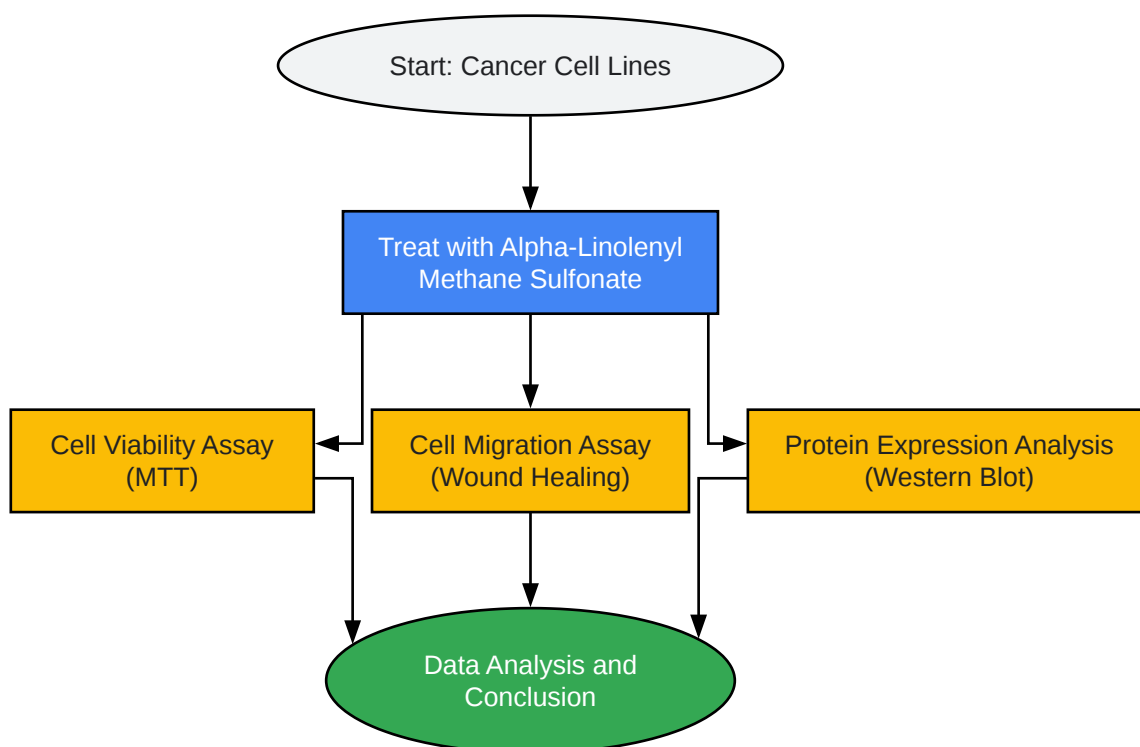 Start: Cancer Cell Lines
Treat with Alpha-Linolenyl
Methane Sulfonate
Cell Viability Assay
(MTT)
Cell Migration Assay
(Wound Healing)
Protein Expression Analysis
(Western Blot)
Data Analysis and
Conclusion